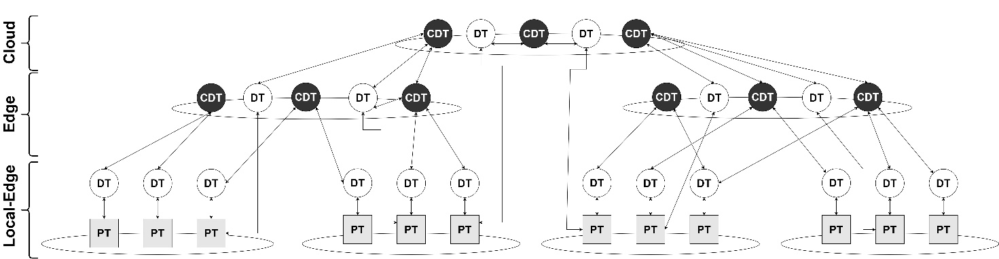 Cloud
CDT DT CDT DT CDT
Edge
CDT DT CDT DT CDT CDT DT CDT DT CDT
Local-Edge
DT DT DT DT DT DT DT DT DT DT DT DT
PT PT PT PT PT PT PT PT PT PT PT PT